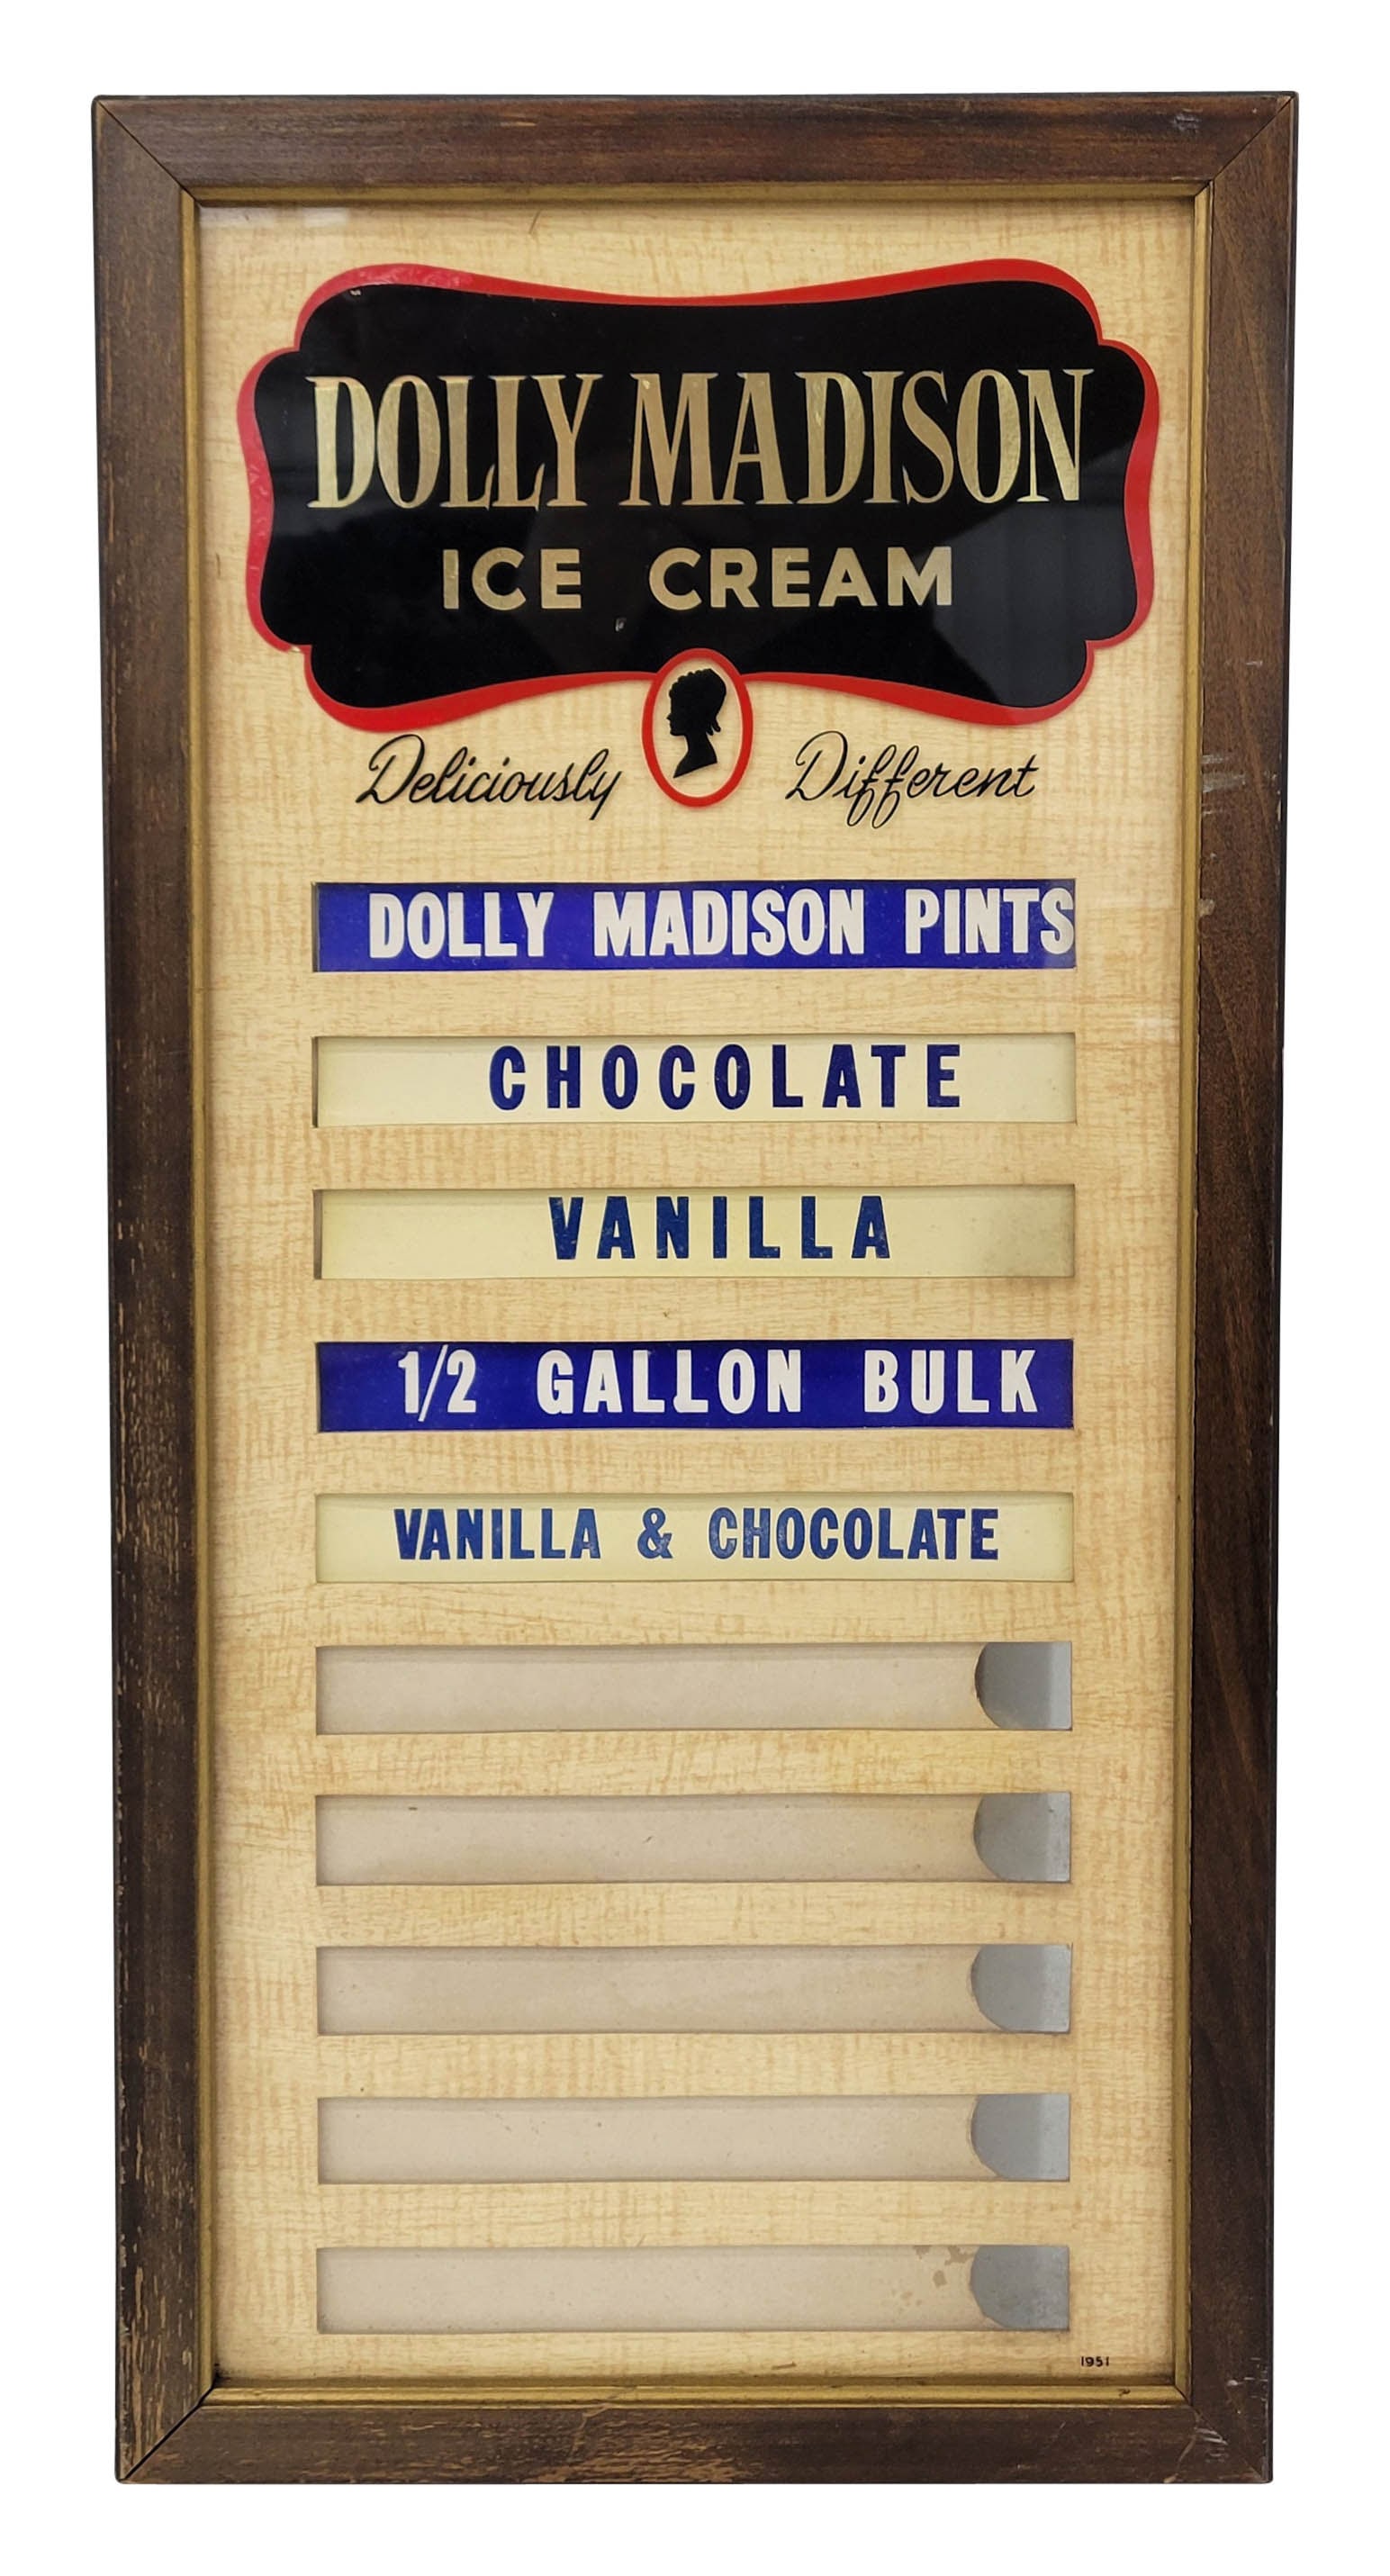 DOLLY MADISON
ICE CREAM
Deliciously Different
DOLLY MADISON PINTS
CHOCOLATE
VANILLA
1/2 GALLON BULK
VANILLA & CHOCOLATE
1951